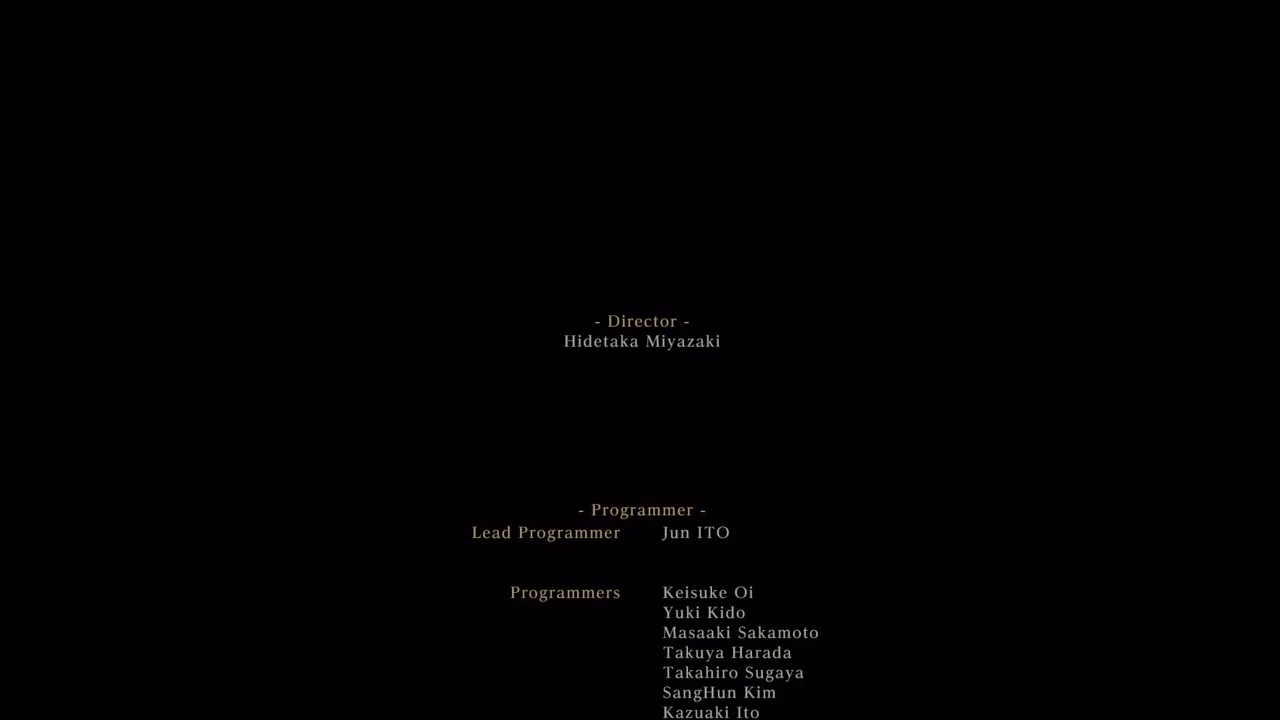 - Director -
Hidetaka Miyazaki
- Programmer -
Lead Programmer Jun ITO
Programmers Keisuke Oi
Yuki Kido
Masaaki Sakamoto
Takuya Harada
Takahiro Sugaya
SangHun Kim
Kazuaki Ito